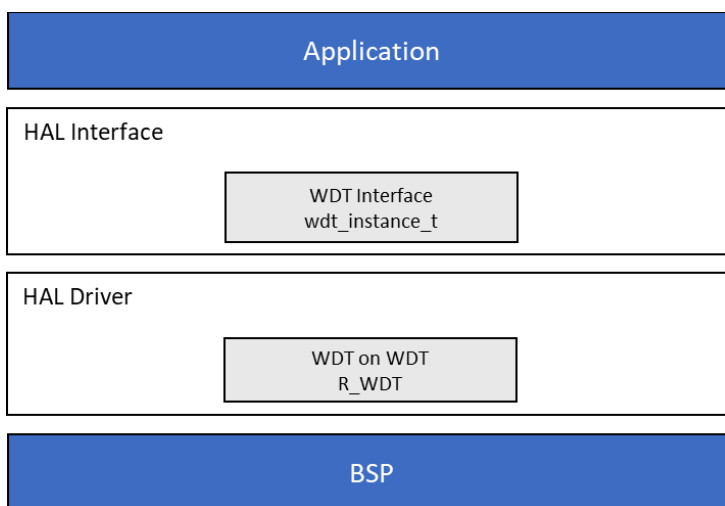 Application
HAL Interface
WDT Interface
wdt_instance_t
HAL Driver
WDT on WDT
R_WDT
BSP